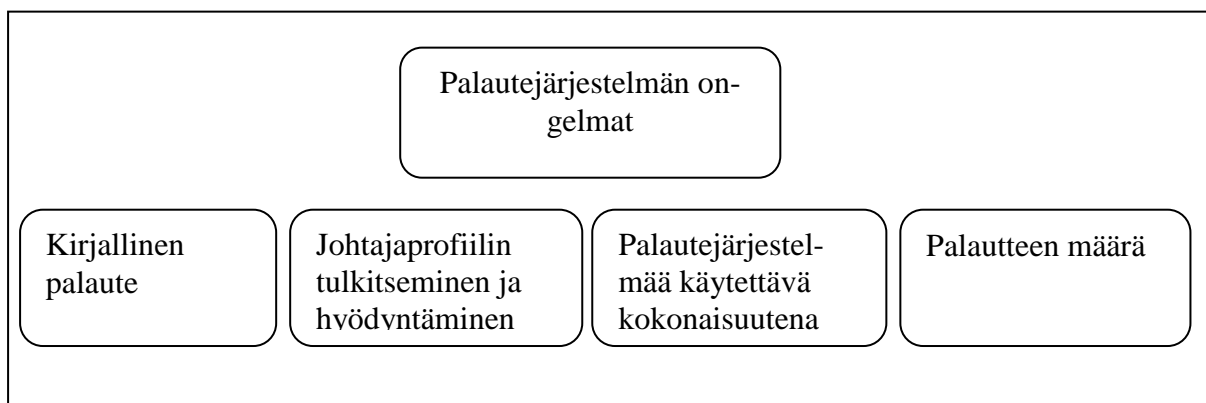 Palautejärjestelmän on-
gelmat
Kirjallinen
palaute
Johtajaprofiilin
tulkitseminen ja
hyödyntäminen
Palautejärjestel-
mää käytettävä
kokonaisuutena
Palautteen määrä